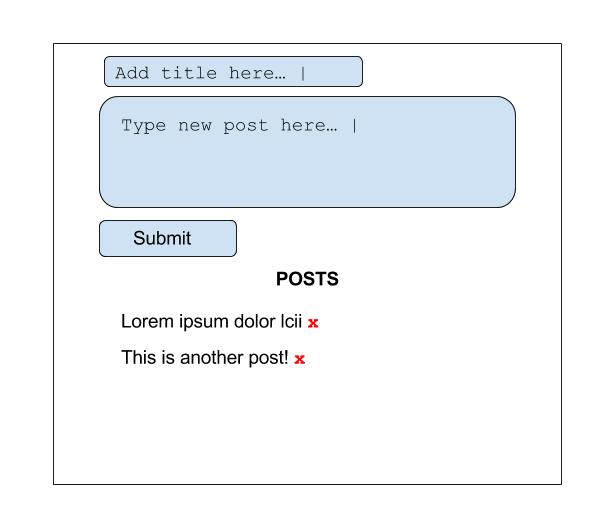 Add title here… |
Type new post here… |
Submit
POSTS
Lorem ipsum dolor lcii x
This is another post! x